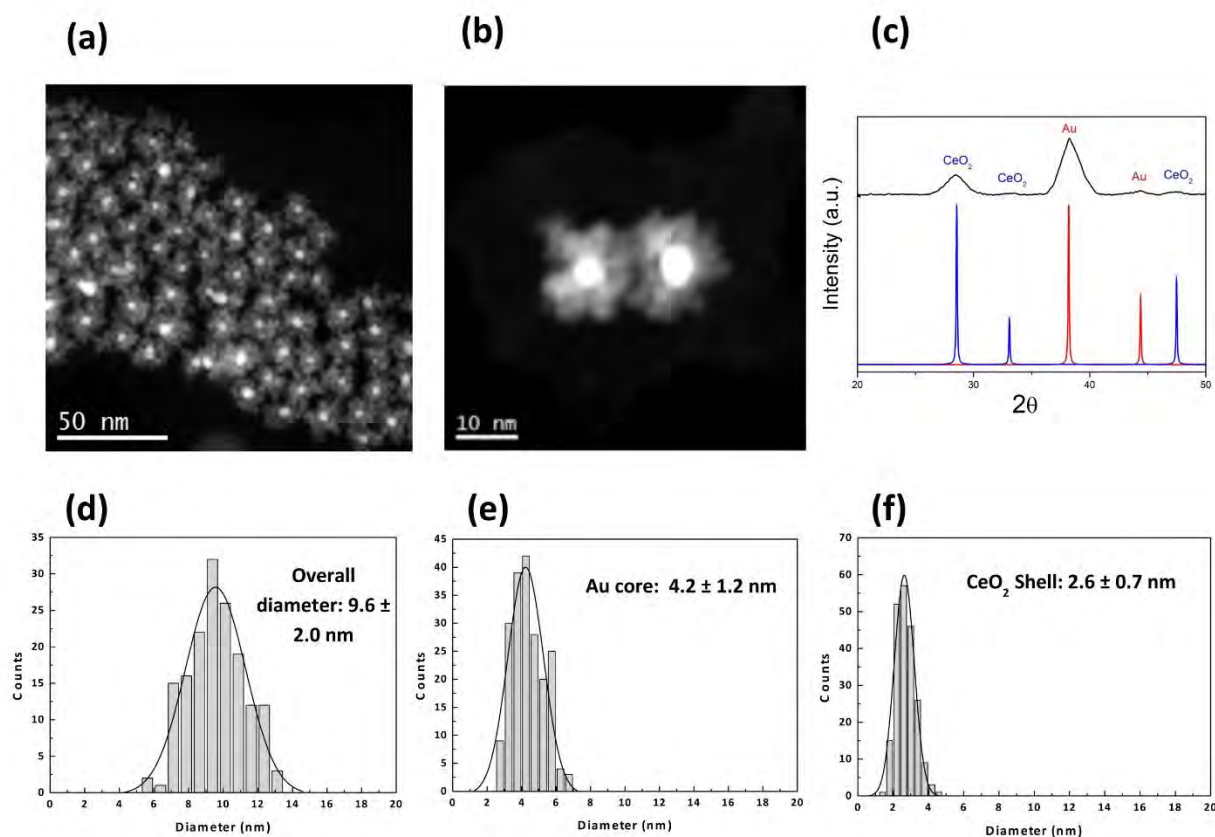 (a)
(b)
(c)
50 nm
10 nm
Au
CeO2
CeO2
Au
CeO2
Intensity (a.u.)
20 30 40 50
2θ
(d)
(e)
(f)
35
30
25
20
15
10
5
0
Overall
diameter: 9.6 ±
2.0 nm
Counts
0 2 4 6 8 10 12 14 16 18 20
Diameter (nm)
45
40
35
30
25
20
15
10
5
0
Au core: 4.2 ± 1.2 nm
Counts
0 2 4 6 8 10 12 14 16 18 20
Diameter (nm)
70
60
50
40
30
20
10
0
CeO2 Shell: 2.6 ± 0.7 nm
Counts
0 2 4 6 8 10 12 14 16 18 20
Diameter (nm)